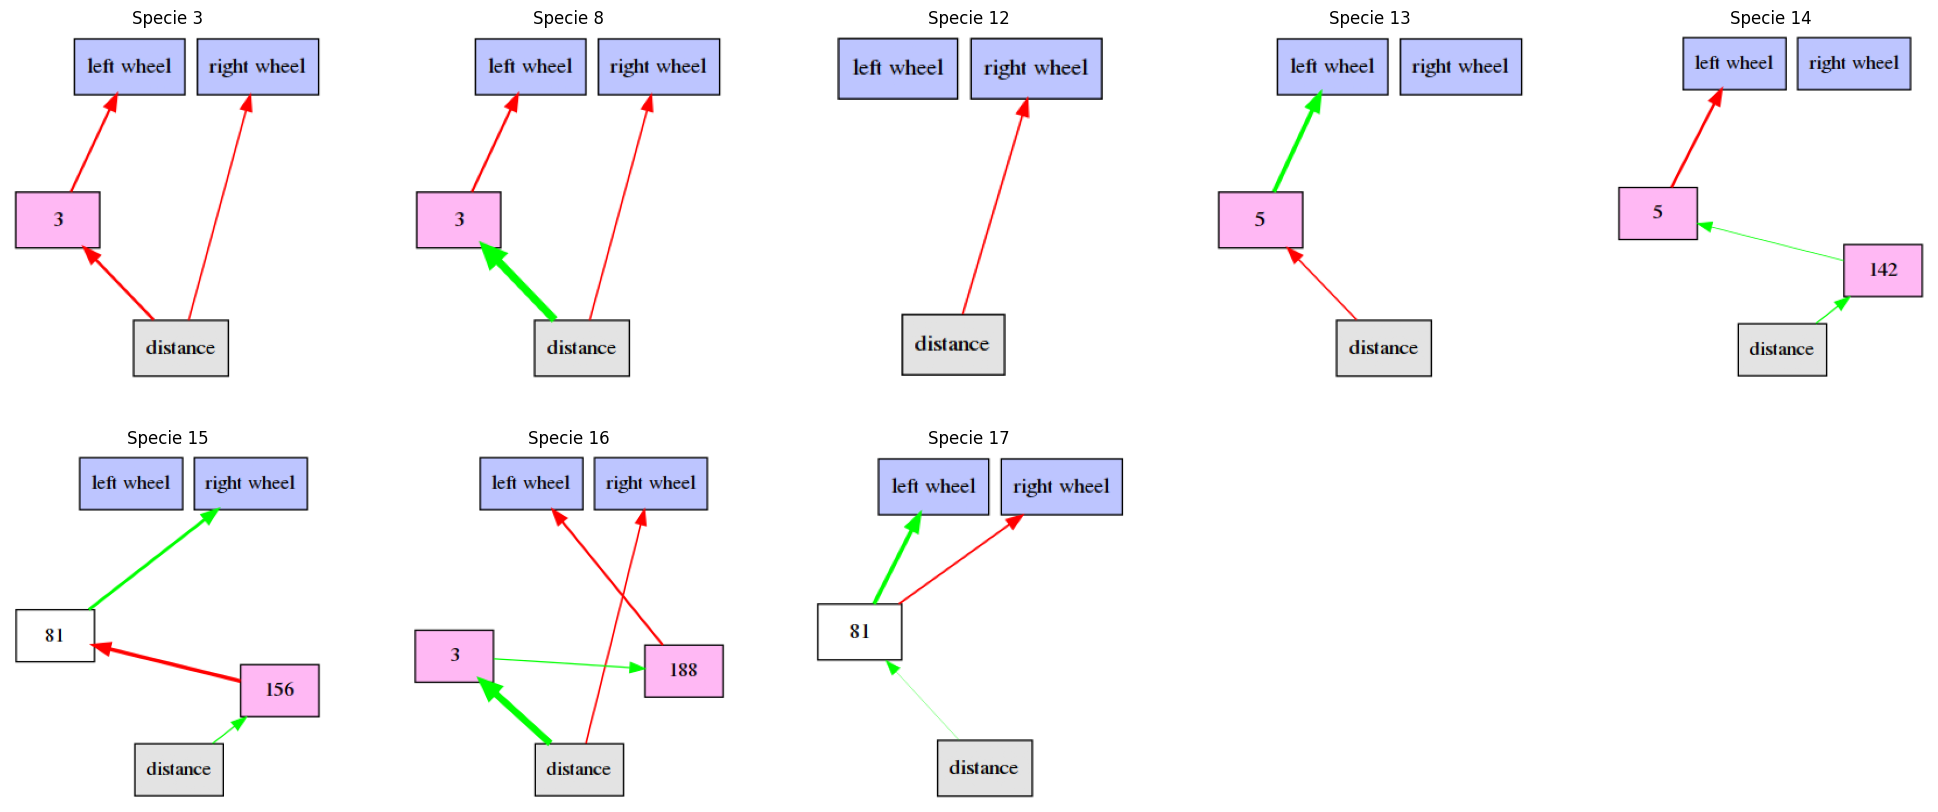 Specie 3
left wheel
right wheel
3
distance
Specie 8
left wheel
right wheel
3
distance
Specie 12
left wheel
right wheel
distance
Specie 13
left wheel
right wheel
5
distance
Specie 14
left wheel
right wheel
5
142
distance
Specie 15
left wheel
right wheel
81
156
distance
Specie 16
left wheel
right wheel
3
188
distance
Specie 17
left wheel
right wheel
81
distance